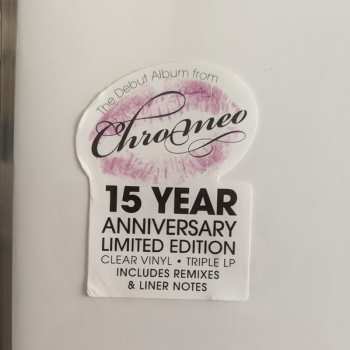 The Debut Album from
Chromeo
15 YEAR
ANNIVERSARY
LIMITED EDITION
CLEAR VINYL • TRIPLE LP
INCLUDES REMIXES
& LINER NOTES